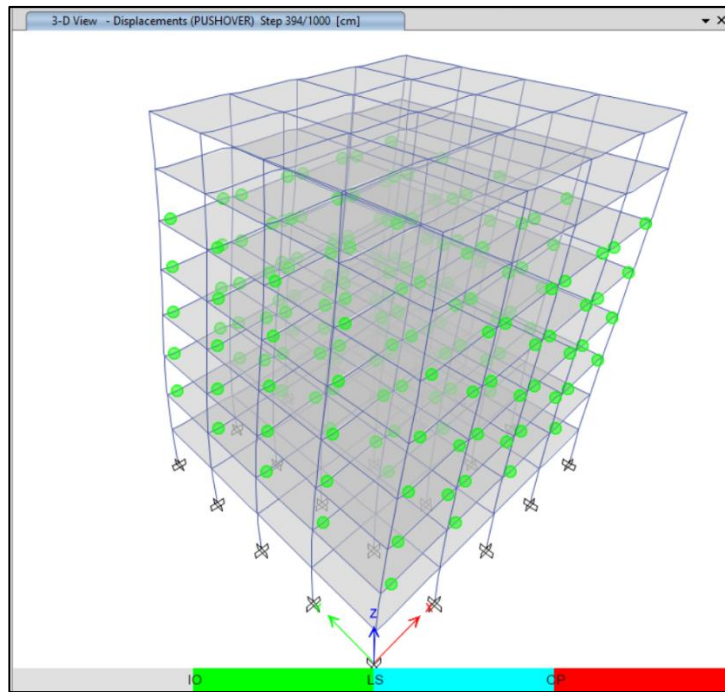 3-D View - Displacements (PUSHOVER) Step 394/1000 [cm]
Z
IO LS CP